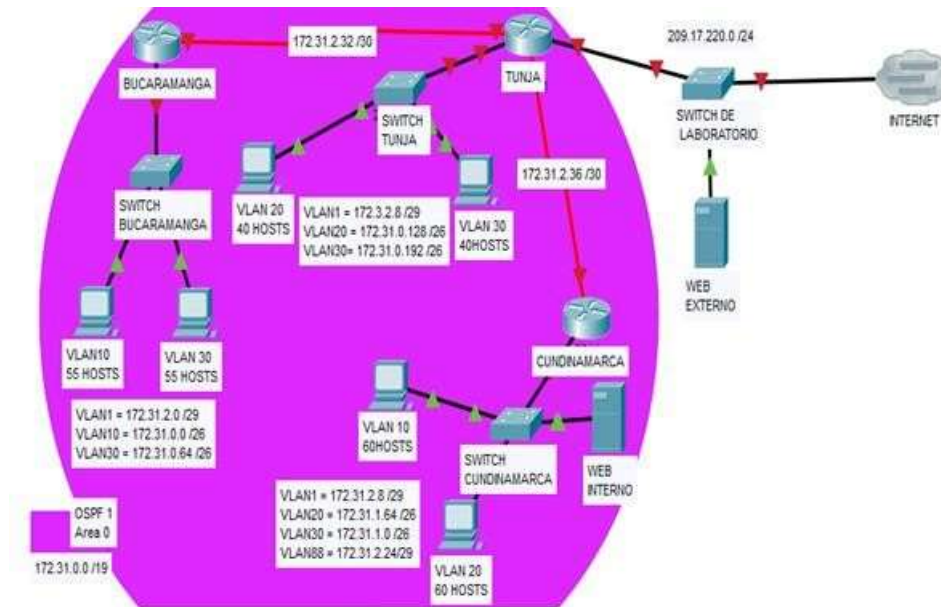 172.31.2.32 /30
209.17.220.0 /24
BUCARAMANGA
TUNJA
INTERNET
SWITCH
TUNJA
SWITCH DE
LABORATORIO
172.31.2.36 /30
SWITCH
BUCARAMANGA
VLAN 20
40 HOSTS
VLAN1 = 172.3.2.8 /29
VLAN20 = 172.31.0.128 /26
VLAN30= 172.31.0.192 /26
VLAN 30
40HOSTS
WEB
EXTERNO
VLAN10
55 HOSTS
VLAN 30
55 HOSTS
CUNDINAMARCA
VLAN1 = 172.31.2.0 /29
VLAN10 = 172.31.0.0 /26
VLAN30 = 172.31.0.64 /26
VLAN 10
60HOSTS
SWITCH
CUNDINAMARCA
WEB
INTERNO
VLAN1 = 172.31.2.8 /29
VLAN20 = 172.31.1.64 /26
VLAN30 = 172.31.1.0 /26
VLAN88 = 172.31.2.24/29
OSPF 1
Area 0
172.31.0.0 /19
VLAN 20
60 HOSTS